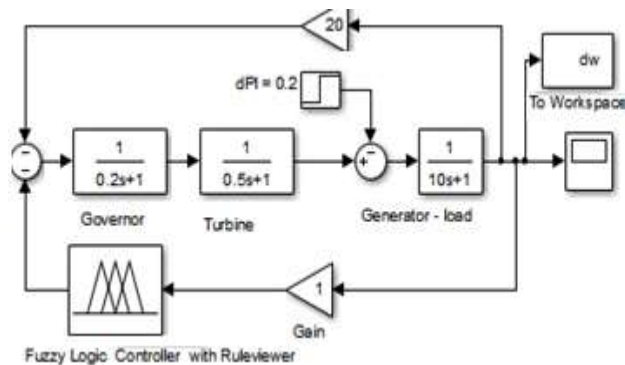 20
dPl = 0.2
dw
To Workspace
1
0.2s+1
1
0.5s+1
1
10s+1
Governor
Turbine
Generator - load
1
Gain
Fuzzy Logic Controller with Ruleviewer